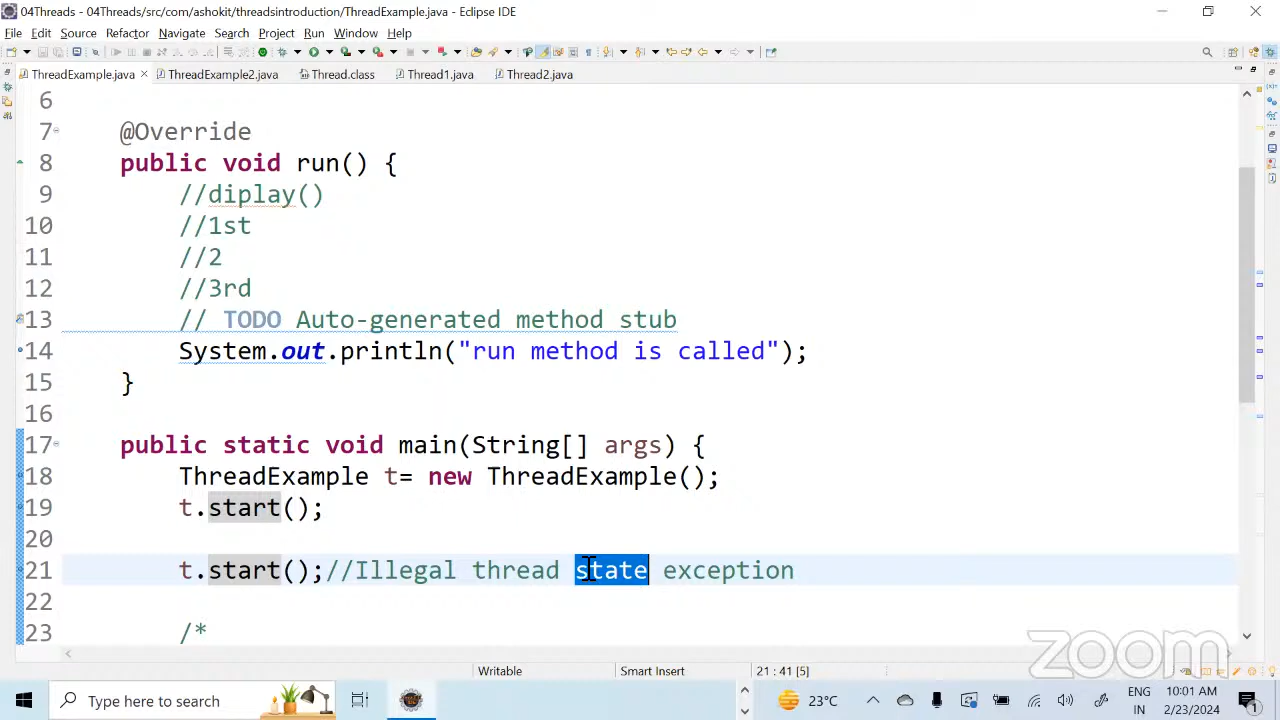 04Threads - 04Threads/src/com/ashokit/threadsintroduction/ThreadExample.java - Eclipse IDE
File Edit Source Refactor Navigate Search Project Run Window Help
ThreadExample.java ThreadExample2.java Thread.class Thread1.java Thread2.java
6
7 @Override
8 public void run() {
9 //diplay()
10 //1st
11 //2
12 //3rd
13 // TODO Auto-generated method stub
14 System.out.println("run method is called");
15 }
16
17 public static void main(String[] args) {
18 ThreadExample t= new ThreadExample();
19 t.start();
20
21 t.start();//Illegal thread state exception
22
23 /*
zoom
Writable Smart Insert 21 : 41 [5]
Type here to search 23°C ENG 10:01 AM
IN 2/23/2024 1